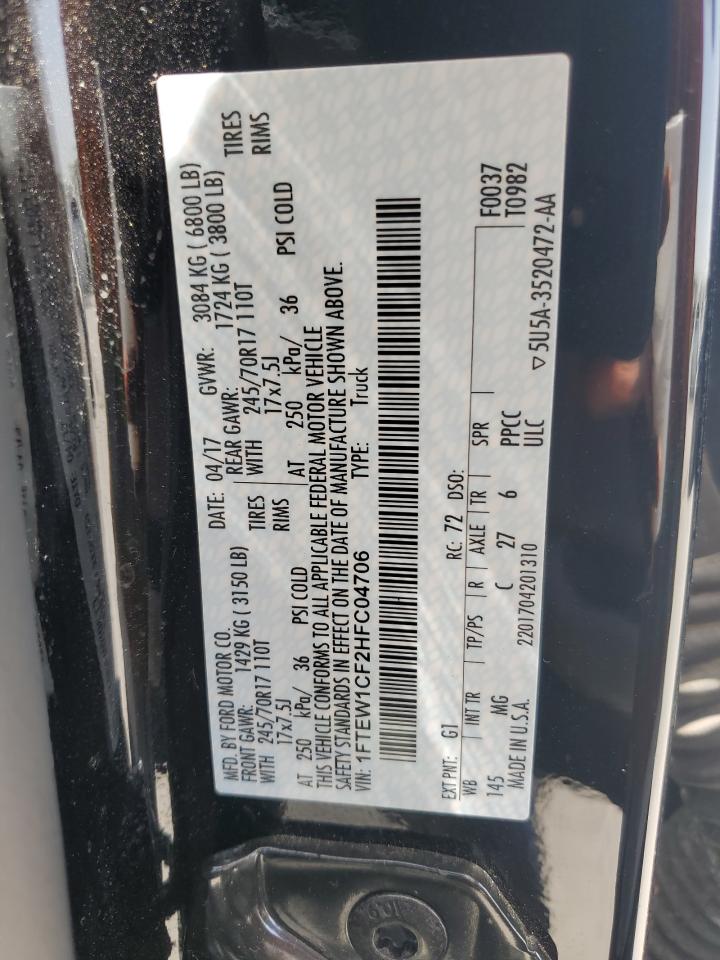 MFD. BY FORD MOTOR CO.
DATE: 04/17 GVWR: 3084 KG ( 6800 LB)
FRONT GAWR: 1429 KG ( 3150 LB) REAR GAWR: 1724 KG ( 3800 LB)
WITH 245/70R17 110T TIRES WITH 245/70R17 110T TIRES
17x7.5J RIMS 17x7.5J RIMS
AT 250 kPa/ 36 PSI COLD AT 250 kPa/ 36 PSI COLD
THIS VEHICLE CONFORMS TO ALL APPLICABLE FEDERAL MOTOR VEHICLE
SAFETY STANDARDS IN EFFECT ON THE DATE OF MANUFACTURE SHOWN ABOVE.
VIN: 1FTEW1CF2HFC04706 TYPE: Truck
EXT PNT: G1 RC: 72 DSO: F0037
WB INT TR TP/PS R AXLE TR SPR T0982
145 MG C 27 6 PPCC
MADE IN U.S.A. 2201704201310 ULC ▽ 5U5A-3520472-AA